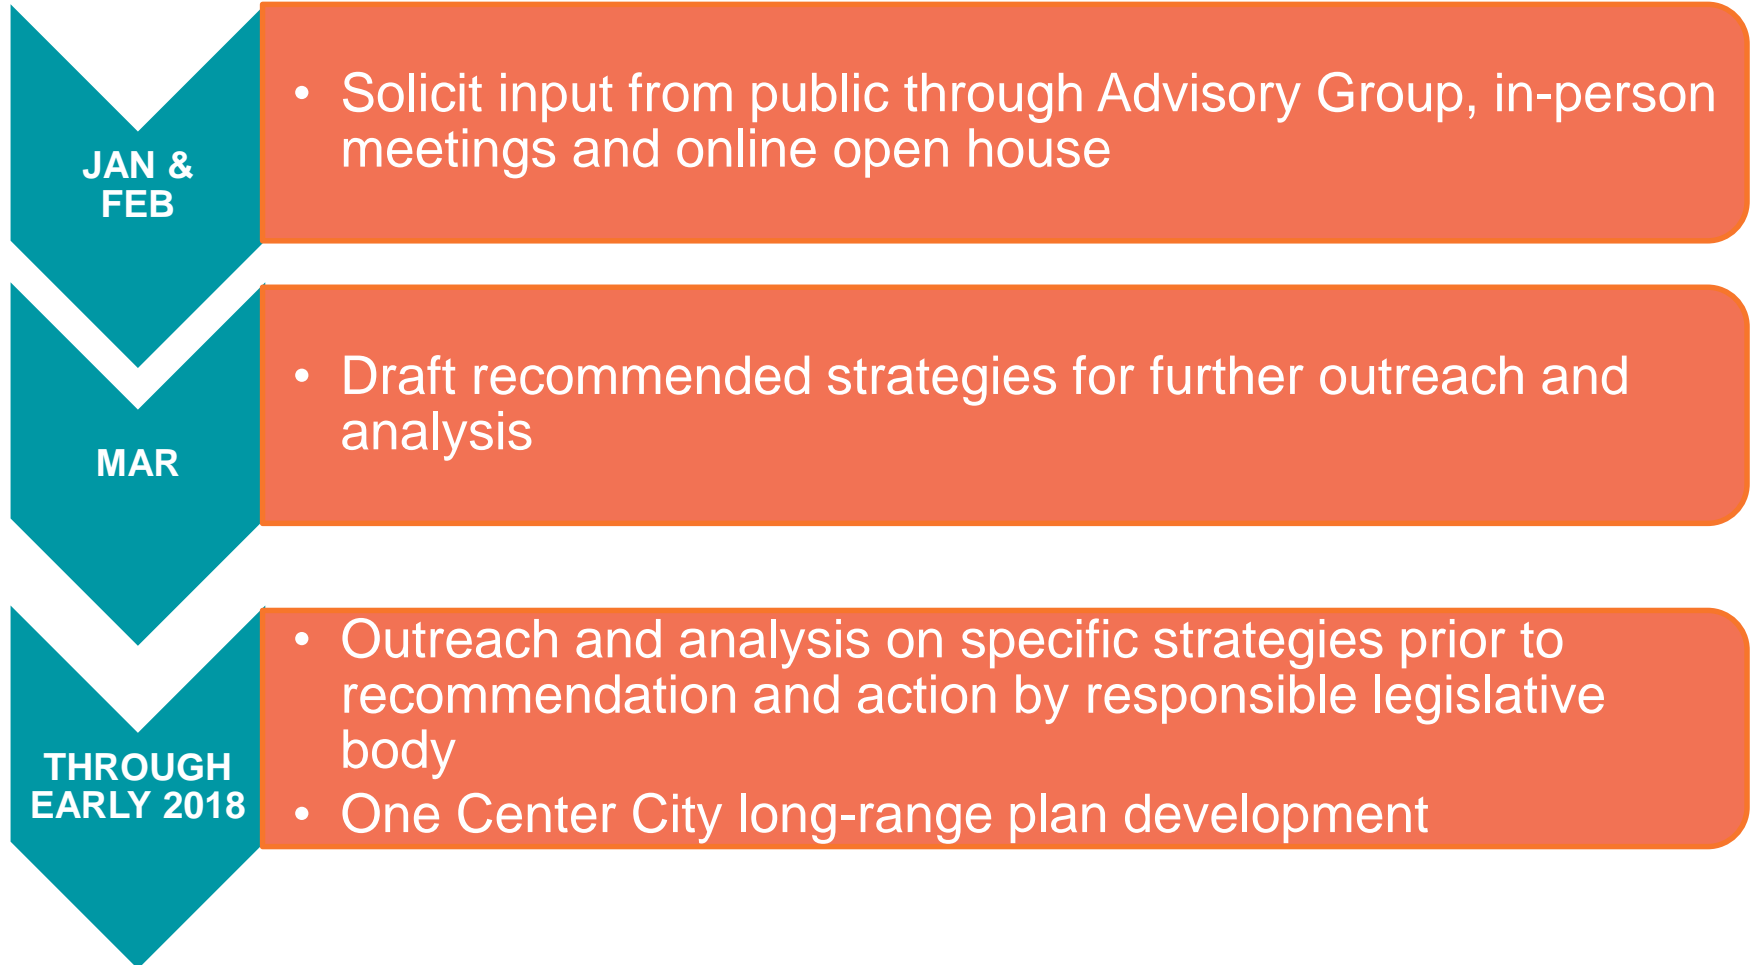 JAN &
FEB
• Solicit input from public through Advisory Group, in-person
meetings and online open house
MAR
• Draft recommended strategies for further outreach and
analysis
THROUGH
EARLY 2018
• Outreach and analysis on specific strategies prior to
recommendation and action by responsible legislative
body
• One Center City long-range plan development